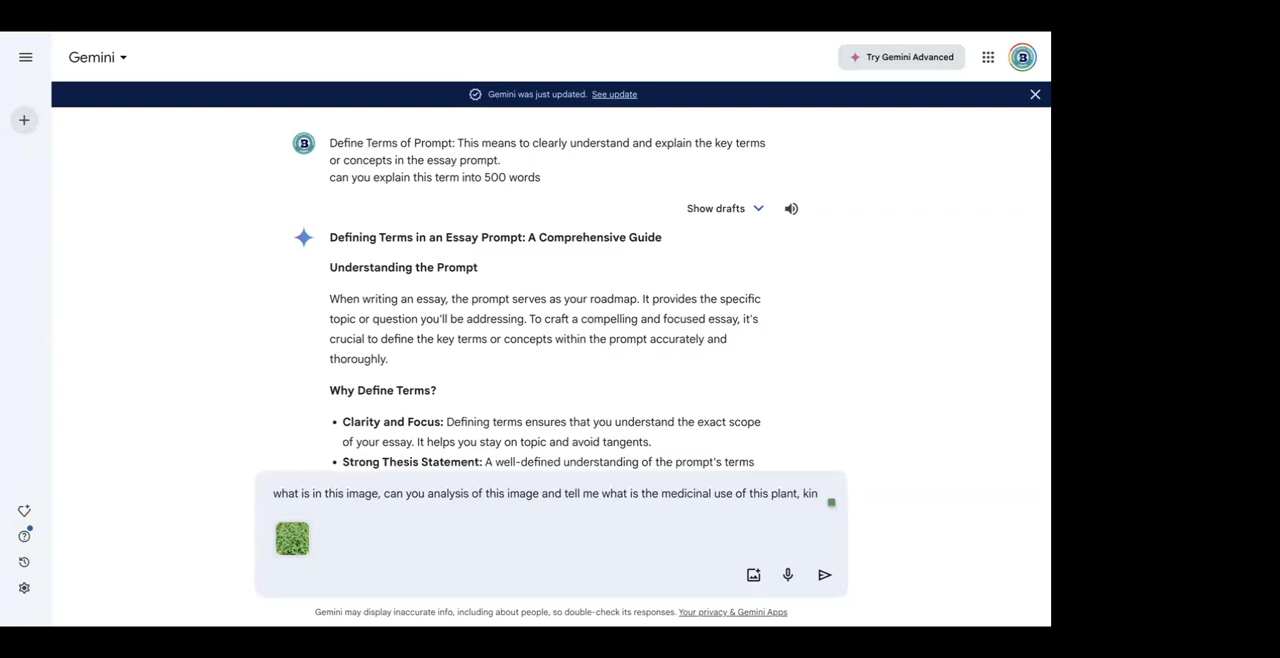 Gemini
Try Gemini Advanced
B
Gemini was just updated. See update
B
Define Terms of Prompt: This means to clearly understand and explain the key terms
or concepts in the essay prompt.
can you explain this term into 500 words
Show drafts
Defining Terms in an Essay Prompt: A Comprehensive Guide
Understanding the Prompt
When writing an essay, the prompt serves as your roadmap. It provides the specific
topic or question you'll be addressing. To craft a compelling and focused essay, it's
crucial to define the key terms or concepts within the prompt accurately and
thoroughly.
Why Define Terms?
• Clarity and Focus: Defining terms ensures that you understand the exact scope
of your essay. It helps you stay on topic and avoid tangents.
• Strong Thesis Statement: A well-defined understanding of the prompt's terms
what is in this image, can you analysis of this image and tell me what is the medicinal use of this plant, kin
Gemini may display inaccurate info, including about people, so double-check its responses. Your privacy & Gemini Apps